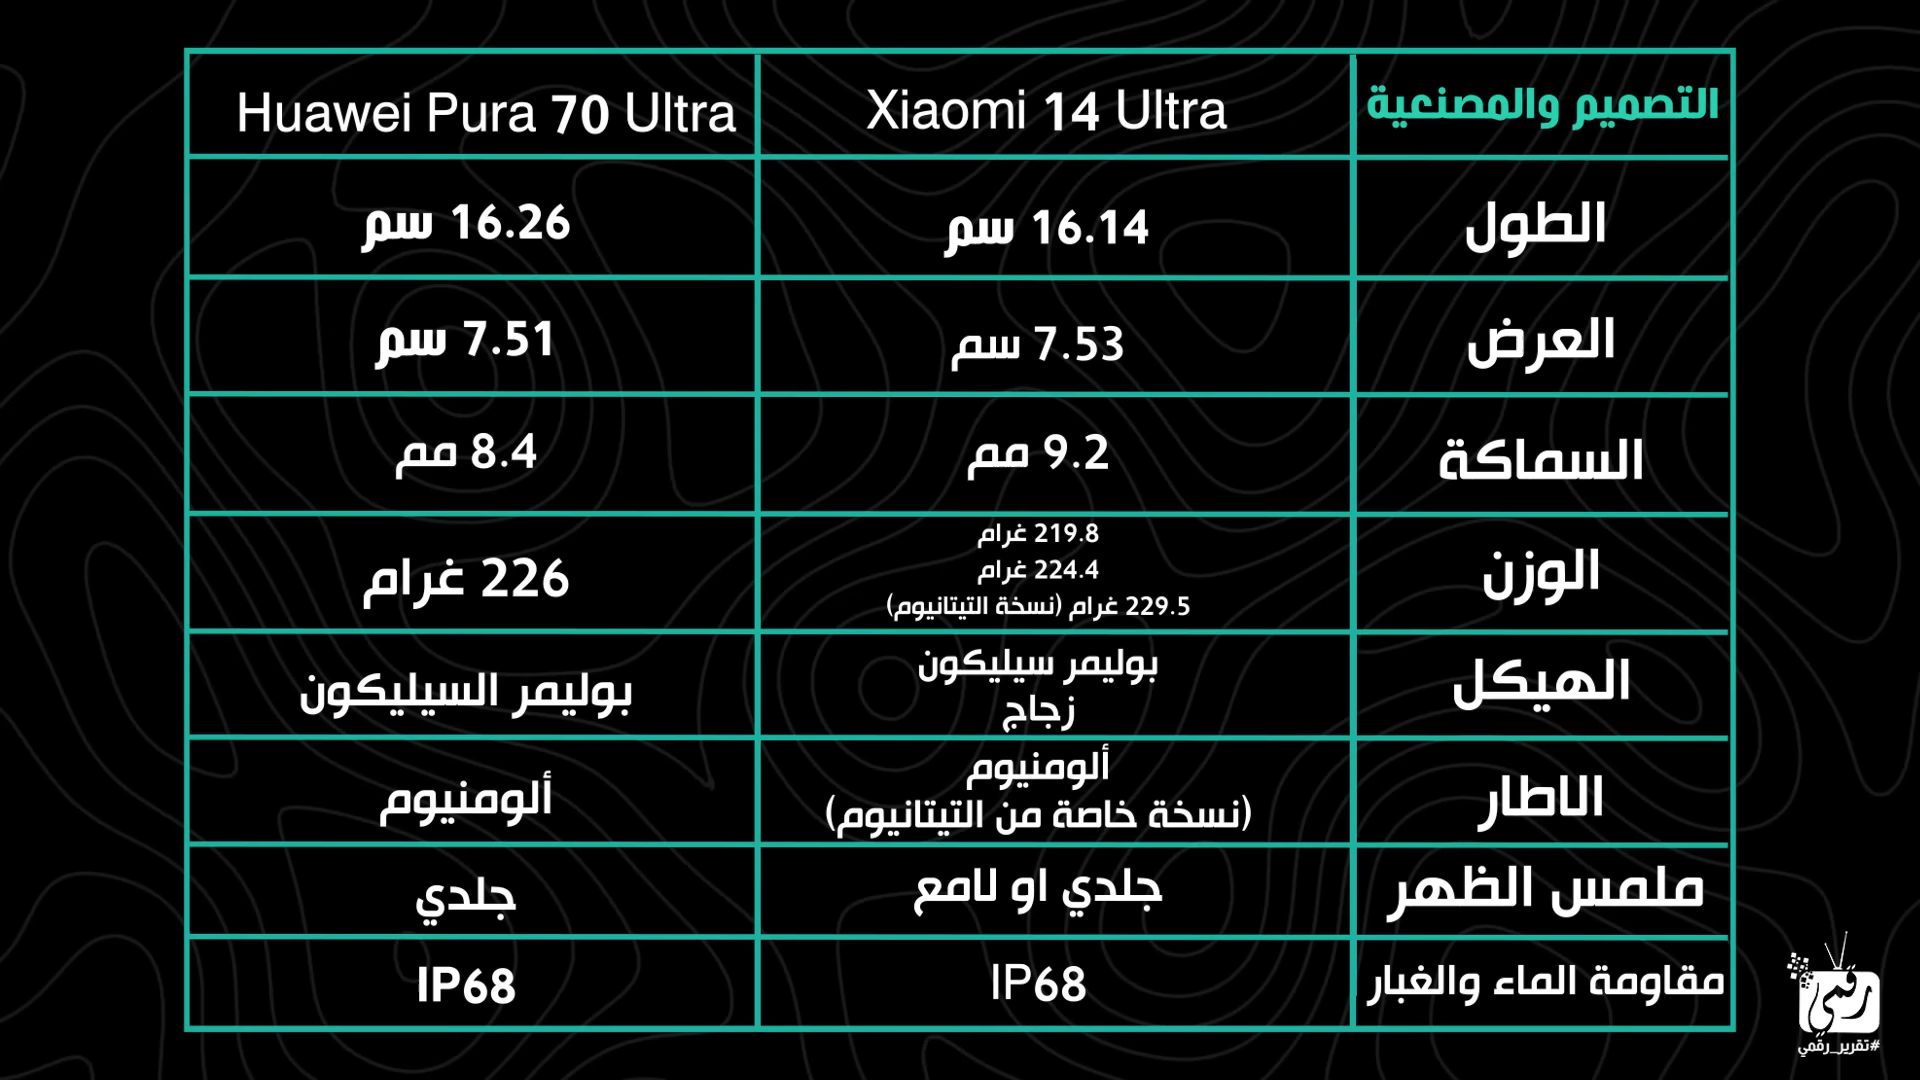 التصميم والمصنعية
Xiaomi 14 Ultra
Huawei Pura 70 Ultra
الطول
16.14 سم
16.26 سم
العرض
7.53 سم
7.51 سم
السماكة
9.2 مم
8.4 مم
الوزن
219.8 غرام
224.4 غرام
229.5 غرام (نسخة التيتانيوم)
226 غرام
الهيكل
بوليمر سيليكون
زجاج
بوليمر السيليكون
الاطار
ألومنيوم
(نسخة خاصة من التيتانيوم)
ألومنيوم
ملمس الظهر
جلدي او لامع
جلدي
مقاومة الماء والغبار
IP68
IP68
رقمي
#تقرير_رقمي